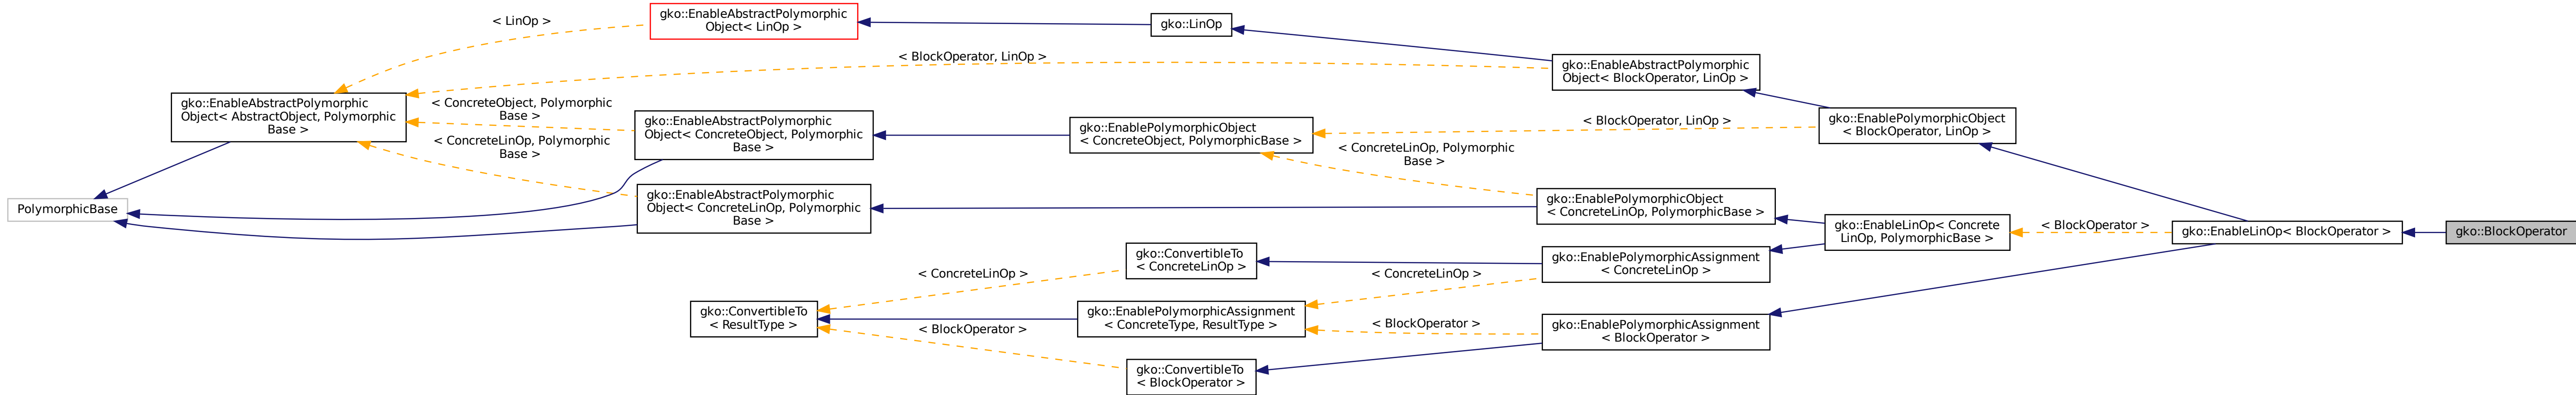 gko::EnableAbstractPolymorphic
Object< LinOp >
< LinOp >
gko::LinOp
< BlockOperator, LinOp >
gko::EnableAbstractPolymorphic
Object< BlockOperator, LinOp >
gko::EnableAbstractPolymorphic
Object< AbstractObject, Polymorphic
Base >
< ConcreteObject, Polymorphic
Base >
gko::EnableAbstractPolymorphic
Object< ConcreteObject, Polymorphic
Base >
gko::EnablePolymorphicObject
< ConcreteObject, PolymorphicBase >
< BlockOperator, LinOp >
gko::EnablePolymorphicObject
< BlockOperator, LinOp >
< ConcreteLinOp, Polymorphic
Base >
< ConcreteLinOp, Polymorphic
Base >
PolymorphicBase
gko::EnableAbstractPolymorphic
Object< ConcreteLinOp, Polymorphic
Base >
gko::EnablePolymorphicObject
< ConcreteLinOp, PolymorphicBase >
gko::EnableLinOp< Concrete
LinOp, PolymorphicBase >
< BlockOperator >
gko::EnableLinOp< BlockOperator >
gko::BlockOperator
gko::ConvertibleTo
< ConcreteLinOp >
gko::EnablePolymorphicAssignment
< ConcreteLinOp >
< ConcreteLinOp >
< ConcreteLinOp >
gko::ConvertibleTo
< ResultType >
gko::EnablePolymorphicAssignment
< ConcreteType, ResultType >
< BlockOperator >
< BlockOperator >
gko::EnablePolymorphicAssignment
< BlockOperator >
gko::ConvertibleTo
< BlockOperator >